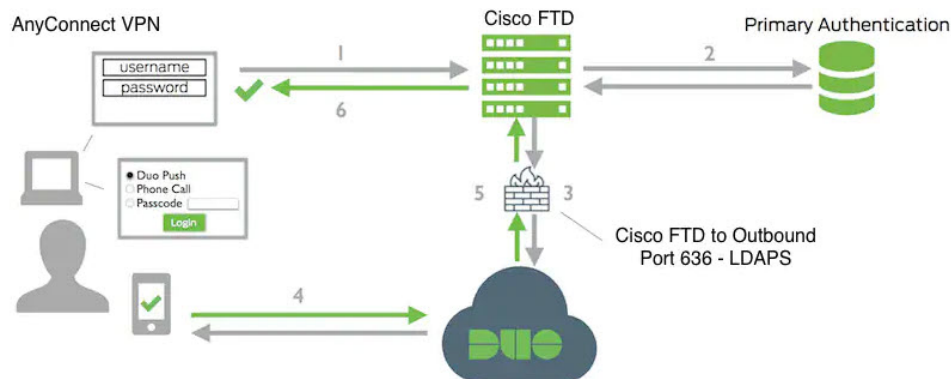 AnyConnect VPN
Cisco FTD
Primary Authentication
username
password
1
2
6
Duo Push
Phone Call
Passcode
Login
5
3
Cisco FTD to Outbound
Port 636 - LDAPS
4
DUO